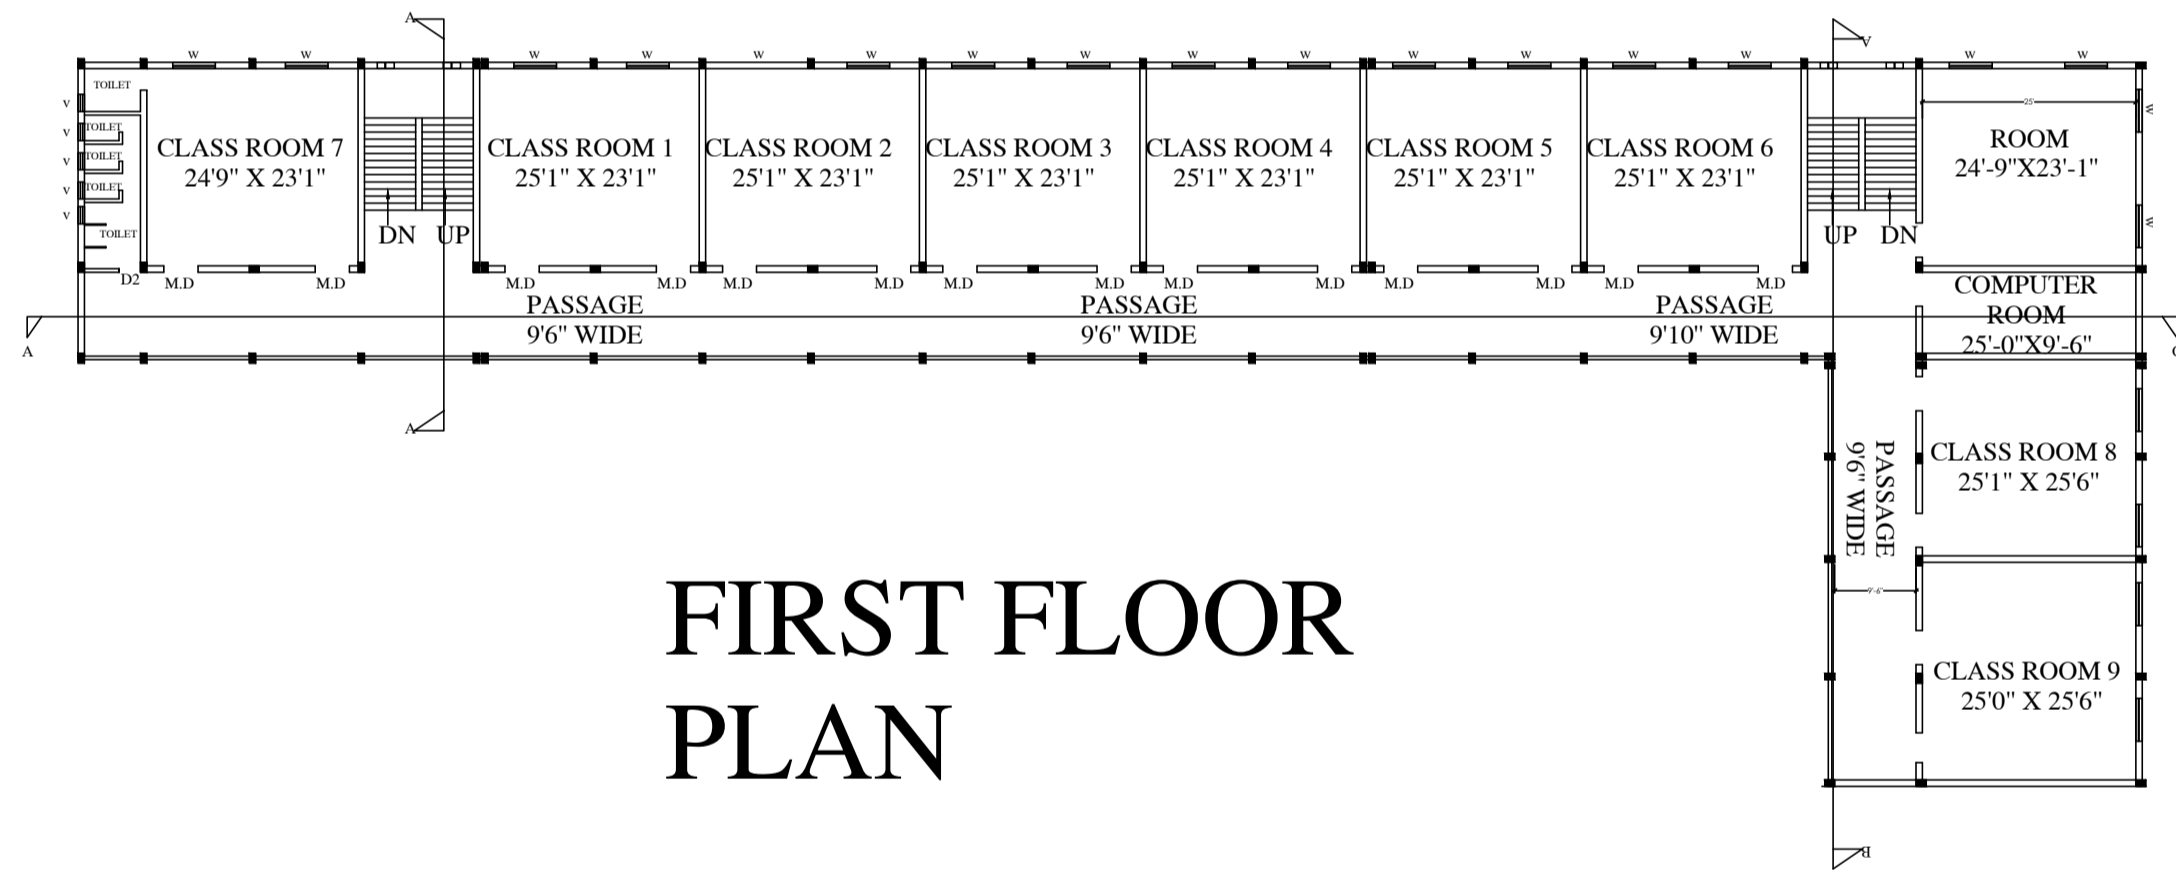 A
A
W W W W W W W W W W W W W W W W
TOILET
V
25'
W
V
TOILET
ROOM
CLASS ROOM 7
CLASS ROOM 1
CLASS ROOM 2
CLASS ROOM 3
CLASS ROOM 4
CLASS ROOM 5
CLASS ROOM 6
V
TOILET
24'-9"X23'-1"
24'9" X 23'1"
25'1" X 23'1"
25'1" X 23'1"
25'1" X 23'1"
25'1" X 23'1"
25'1" X 23'1"
25'1" X 23'1"
V
TOILET
V
W
TOILET
DN UP
UP DN
D2
M.D M.D M.D M.D M.D M.D M.D M.D M.D M.D M.D M.D M.D M.D
COMPUTER
ROOM
25'-0"X9'-6"
PASSAGE
9'6" WIDE
PASSAGE
9'6" WIDE
PASSAGE
9'10" WIDE
A
A
PASSAGE
9'6" WIDE
CLASS ROOM 8
25'1" X 25'6"
9'-6"
CLASS ROOM 9
25'0" X 25'6"
FIRST FLOOR
PLAN
B